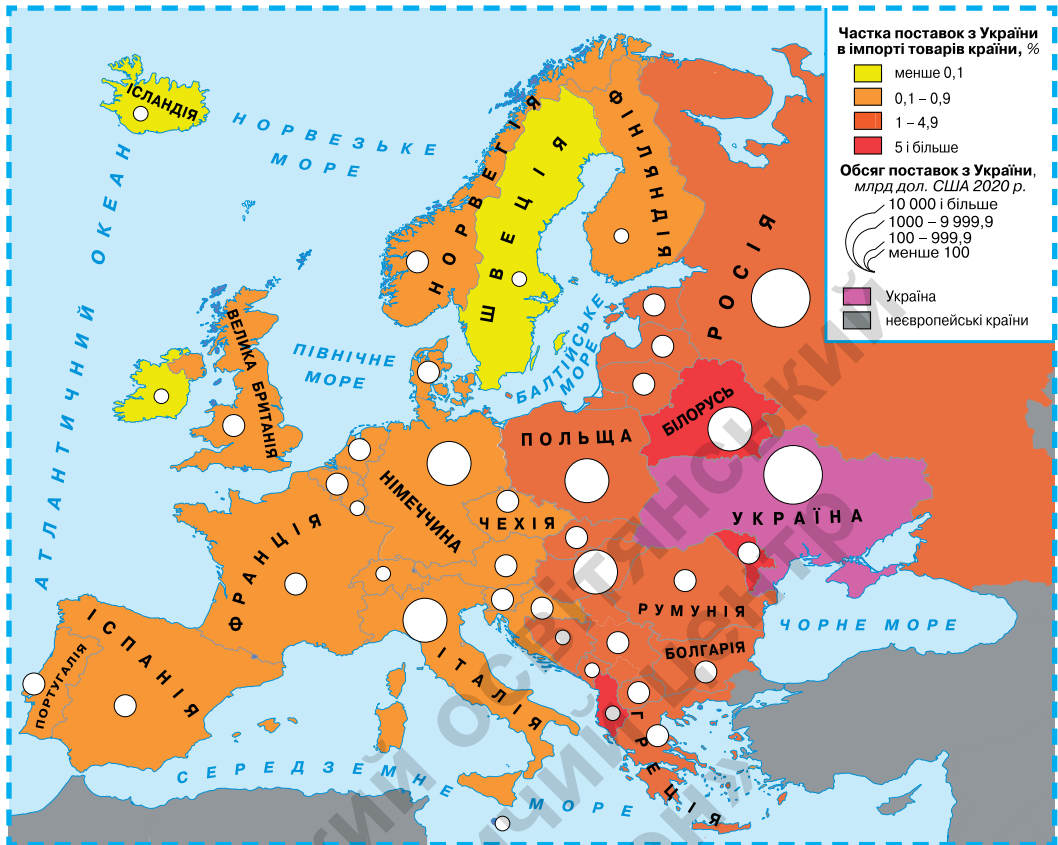 Частка поставок з України
в імпорті товарів країни, %
менше 0,1
0,1 – 0,9
1 – 4,9
5 і більше
Обсяг поставок з України,
млрд дол. США 2020 р.
10 000 і більше
1000 – 9 999,9
100 – 999,9
менше 100
Україна
неєвропейські країни
ІСЛАНДІЯ
НОРВЕЗЬКЕ
МОРЕ
АТЛАНТИЧНИЙ ОКЕАН
НОРВЕГІЯ
ШВЕЦІЯ
ФІНЛЯНДІЯ
РОСІЯ
ВЕЛИКА БРИТАНІЯ
ПІВНІЧНЕ
МОРЕ
БАЛТІЙСЬКЕ
МОРЕ
БІЛОРУСЬ
ПОЛЬЩА
НІМЕЧЧИНА
ЧЕХІЯ
УКРАЇНА
ФРАНЦІЯ
РУМУНІЯ
БОЛГАРІЯ
ЧОРНЕ МОРЕ
ІСПАНІЯ
ПОРТУГАЛІЯ
ІТАЛІЯ
ГРЕЦІЯ
СЕРЕДЗЕМНЕ МОРЕ
освітянський
центр